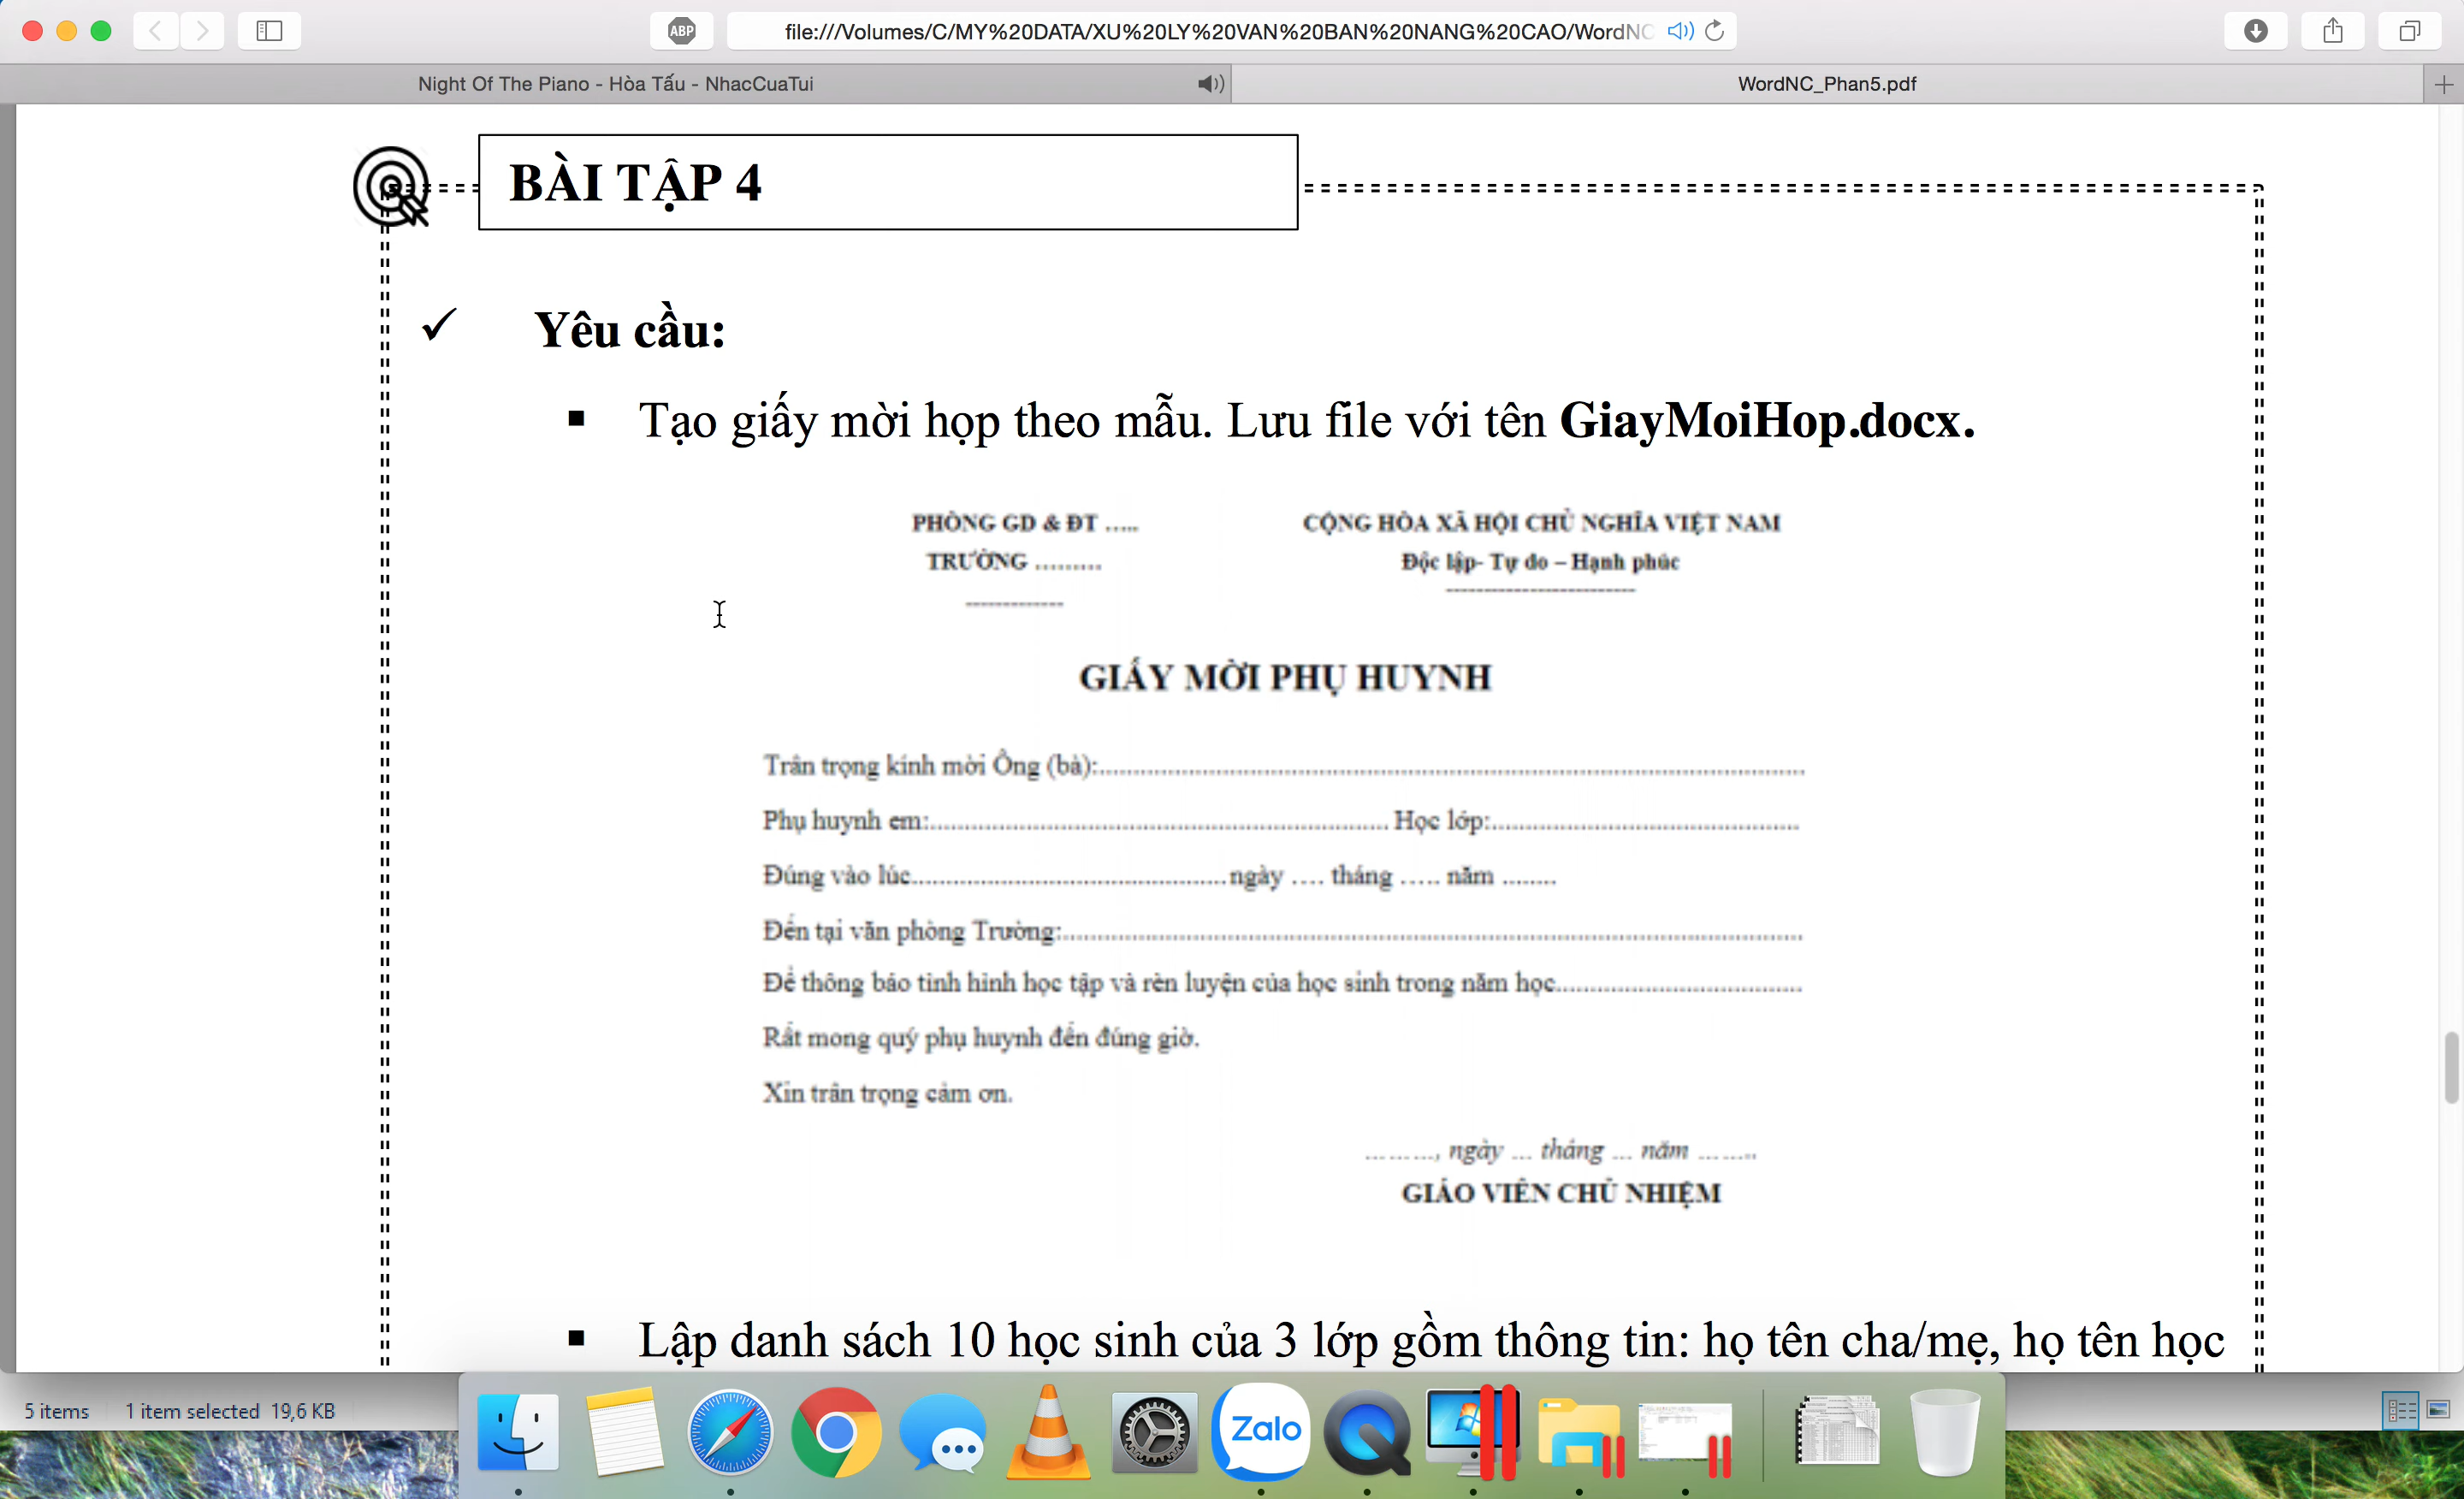 ABP
file:///Volumes/C/MY%20DATA/XU%20LY%20VAN%20BAN%20NANG%20CAO/WordNC
Night Of The Piano - Hòa Tấu - NhacCuaTui
WordNC_Phan5.pdf
BÀI TẬP 4
Yêu cầu:
Tạo giấy mời họp theo mẫu. Lưu file với tên GiayMoiHop.docx.
PHÒNG GD & ĐT ..... CỘNG HÒA XÃ HỘI CHỦ NGHĨA VIỆT NAM
TRƯỜNG ......... Độc lập- Tự do – Hạnh phúc
------------- -------------------------
GIẤY MỜI PHỤ HUYNH
Trân trọng kính mời Ông (bà):...............................................................................................
Phụ huynh em:.............................................................. Học lớp:.........................................
Đúng vào lúc..........................................ngày .... tháng ..... năm ........
Đến tại văn phòng Trường:....................................................................................................
Để thông báo tình hình học tập và rèn luyện của học sinh trong năm học.................................
Rất mong quý phụ huynh đến đúng giờ.
Xin trân trọng cảm ơn.
………, ngày … tháng … năm ……..
GIÁO VIÊN CHỦ NHIỆM
Lập danh sách 10 học sinh của 3 lớp gồm thông tin: họ tên cha/mẹ, họ tên học
5 items 1 item selected 19,6 KB
Zalo